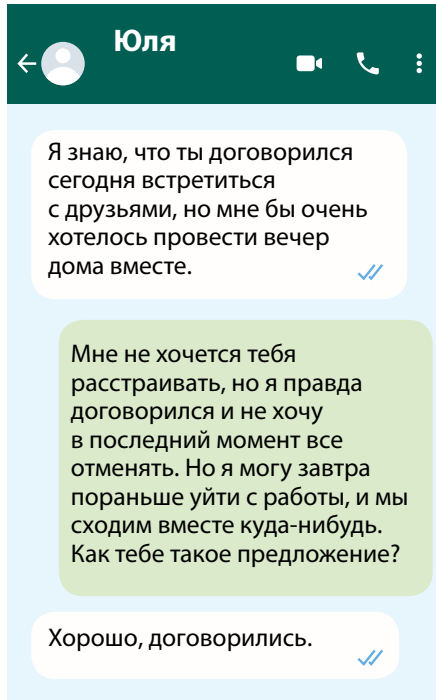 Юля
Я знаю, что ты договорился
сегодня встретиться
с друзьями, но мне бы очень
хотелось провести вечер
дома вместе.
Мне не хочется тебя
расстраивать, но я правда
договорился и не хочу
в последний момент все
отменять. Но я могу завтра
пораньше уйти с работы, и мы
сходим вместе куда-нибудь.
Как тебе такое предложение?
Хорошо, договорились.